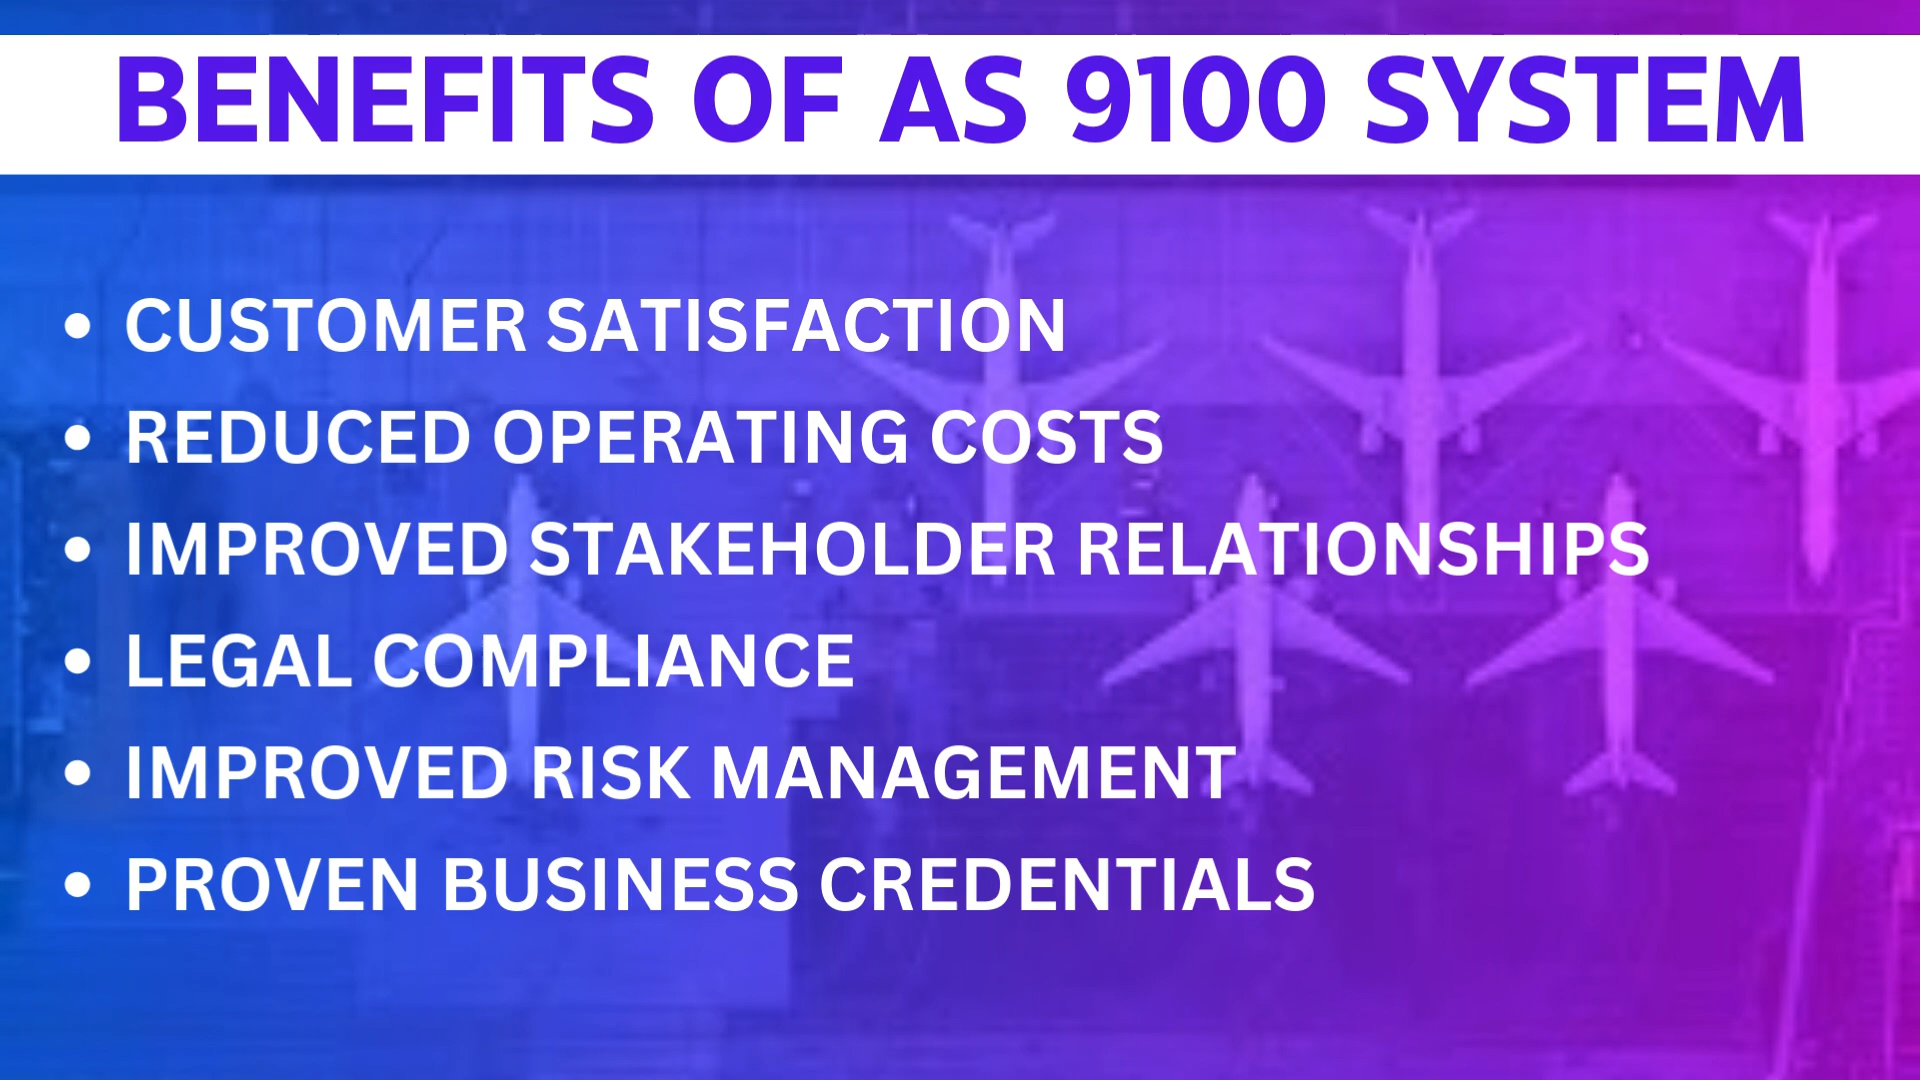 BENEFITS OF AS 9100 SYSTEM
• CUSTOMER SATISFACTION
• REDUCED OPERATING COSTS
• IMPROVED STAKEHOLDER RELATIONSHIPS
• LEGAL COMPLIANCE
• IMPROVED RISK MANAGEMENT
• PROVEN BUSINESS CREDENTIALS